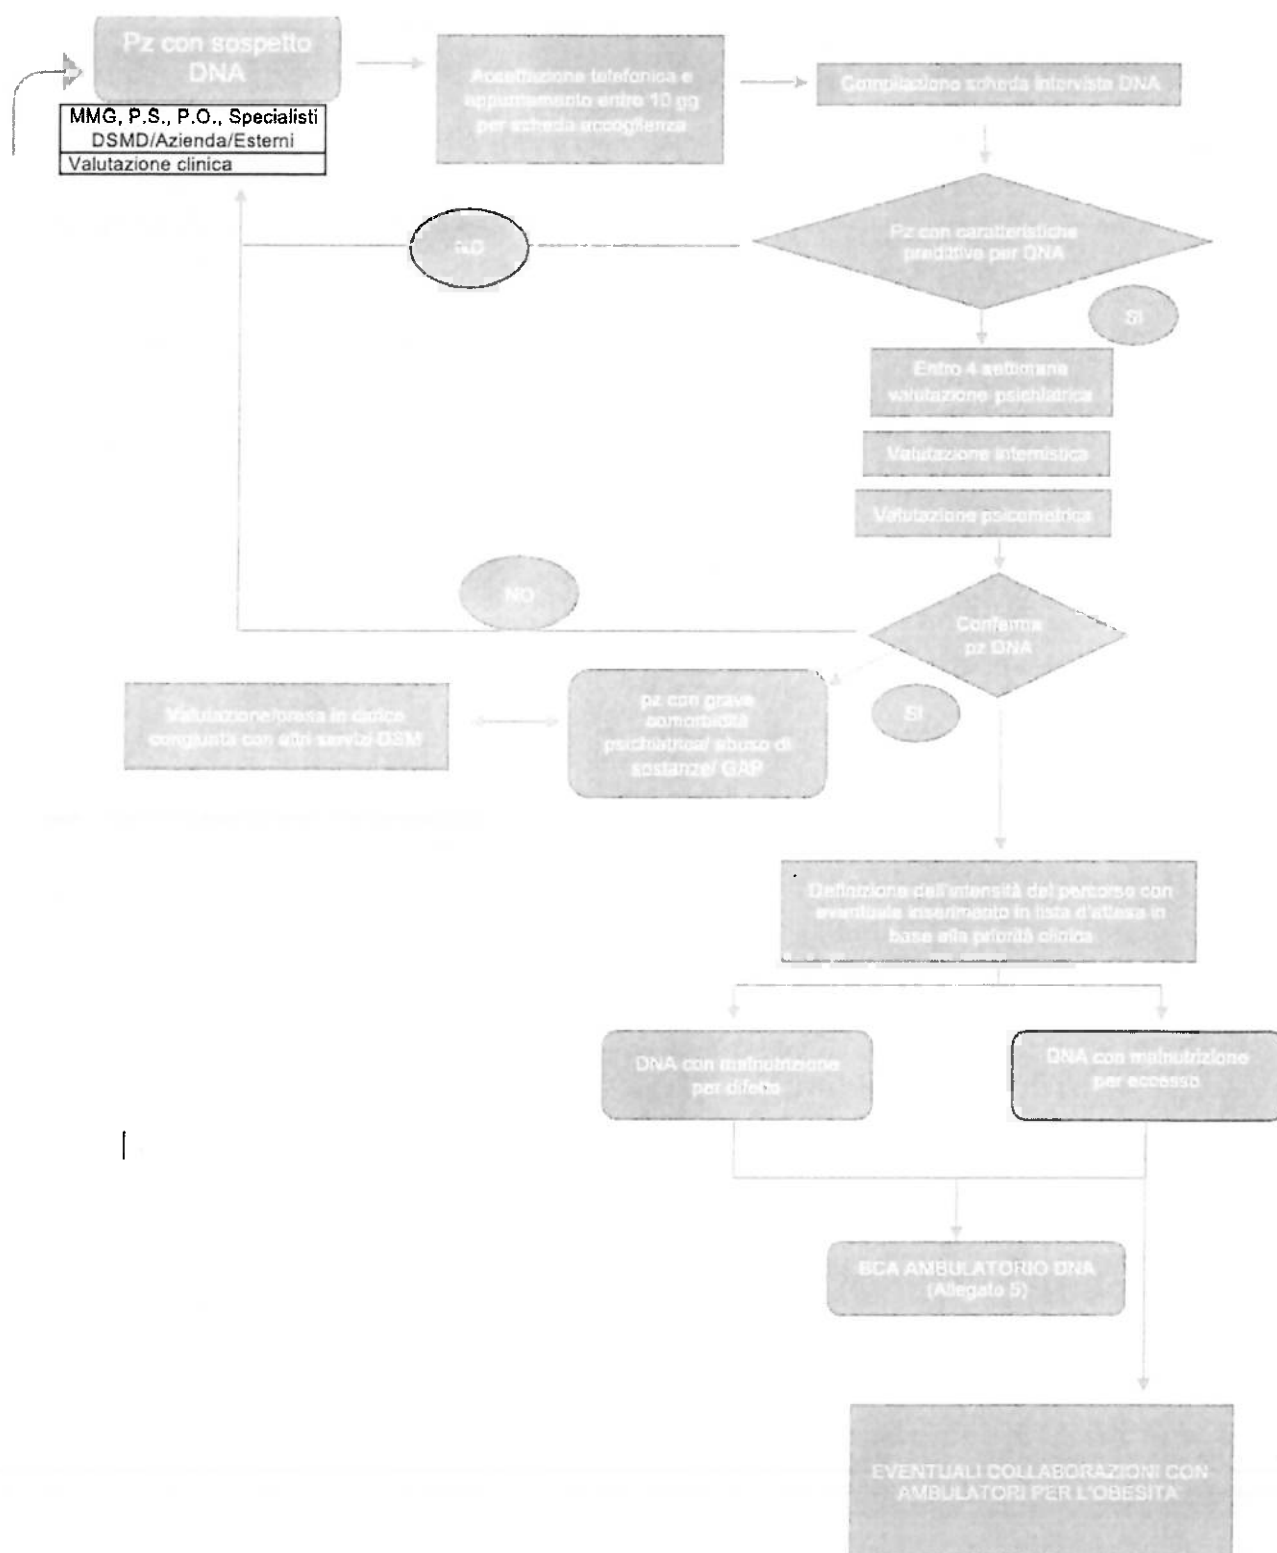 Pz con sospetto
DNA
MMG, P.S., P.O., Specialisti
DSMD/Azienda/Esterni
Valutazione clinica
Accettazione telefonica e
appuntamento entro 10 gg
per scheda accoglienza
Compilazione scheda intervista DNA
Pz con caratteristiche
predittive per DNA
NO
SI
Entro 4 settimane
valutazione psichiatrica
Valutazione internistica
Valutazione psicometrica
NO
Conferma
pz DNA
SI
pz con grave
comorbidità
psichiatrica/ abuso di
sostanze/ GAP
Valutazione/presa in carico
congiunta con altri servizi DSM
Definizione dell'intensità del percorso con
eventuale inserimento in lista d'attesa in
base alla priorità clinica
DNA con malnutrizione
per difetto
DNA con malnutrizione
per eccesso
BCA AMBULATORIO DNA
(Allegato 5)
EVENTUALI COLLABORAZIONI CON
AMBULATORI PER L'OBESITA'